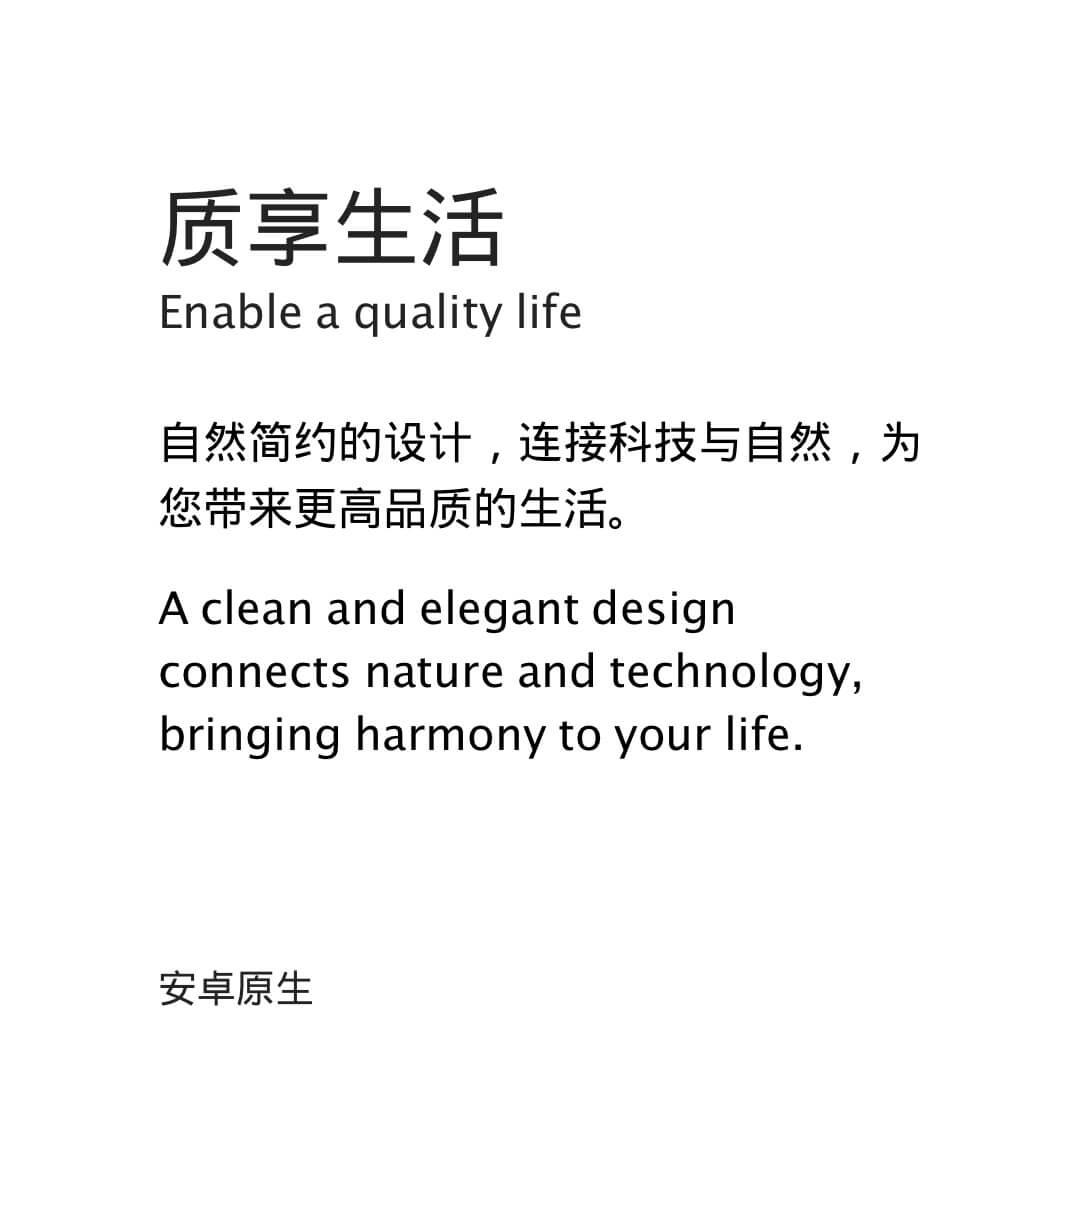 质享生活
Enable a quality life
自然简约的设计，连接科技与自然，为
您带来更高品质的生活。
A clean and elegant design
connects nature and technology,
bringing harmony to your life.
安卓原生